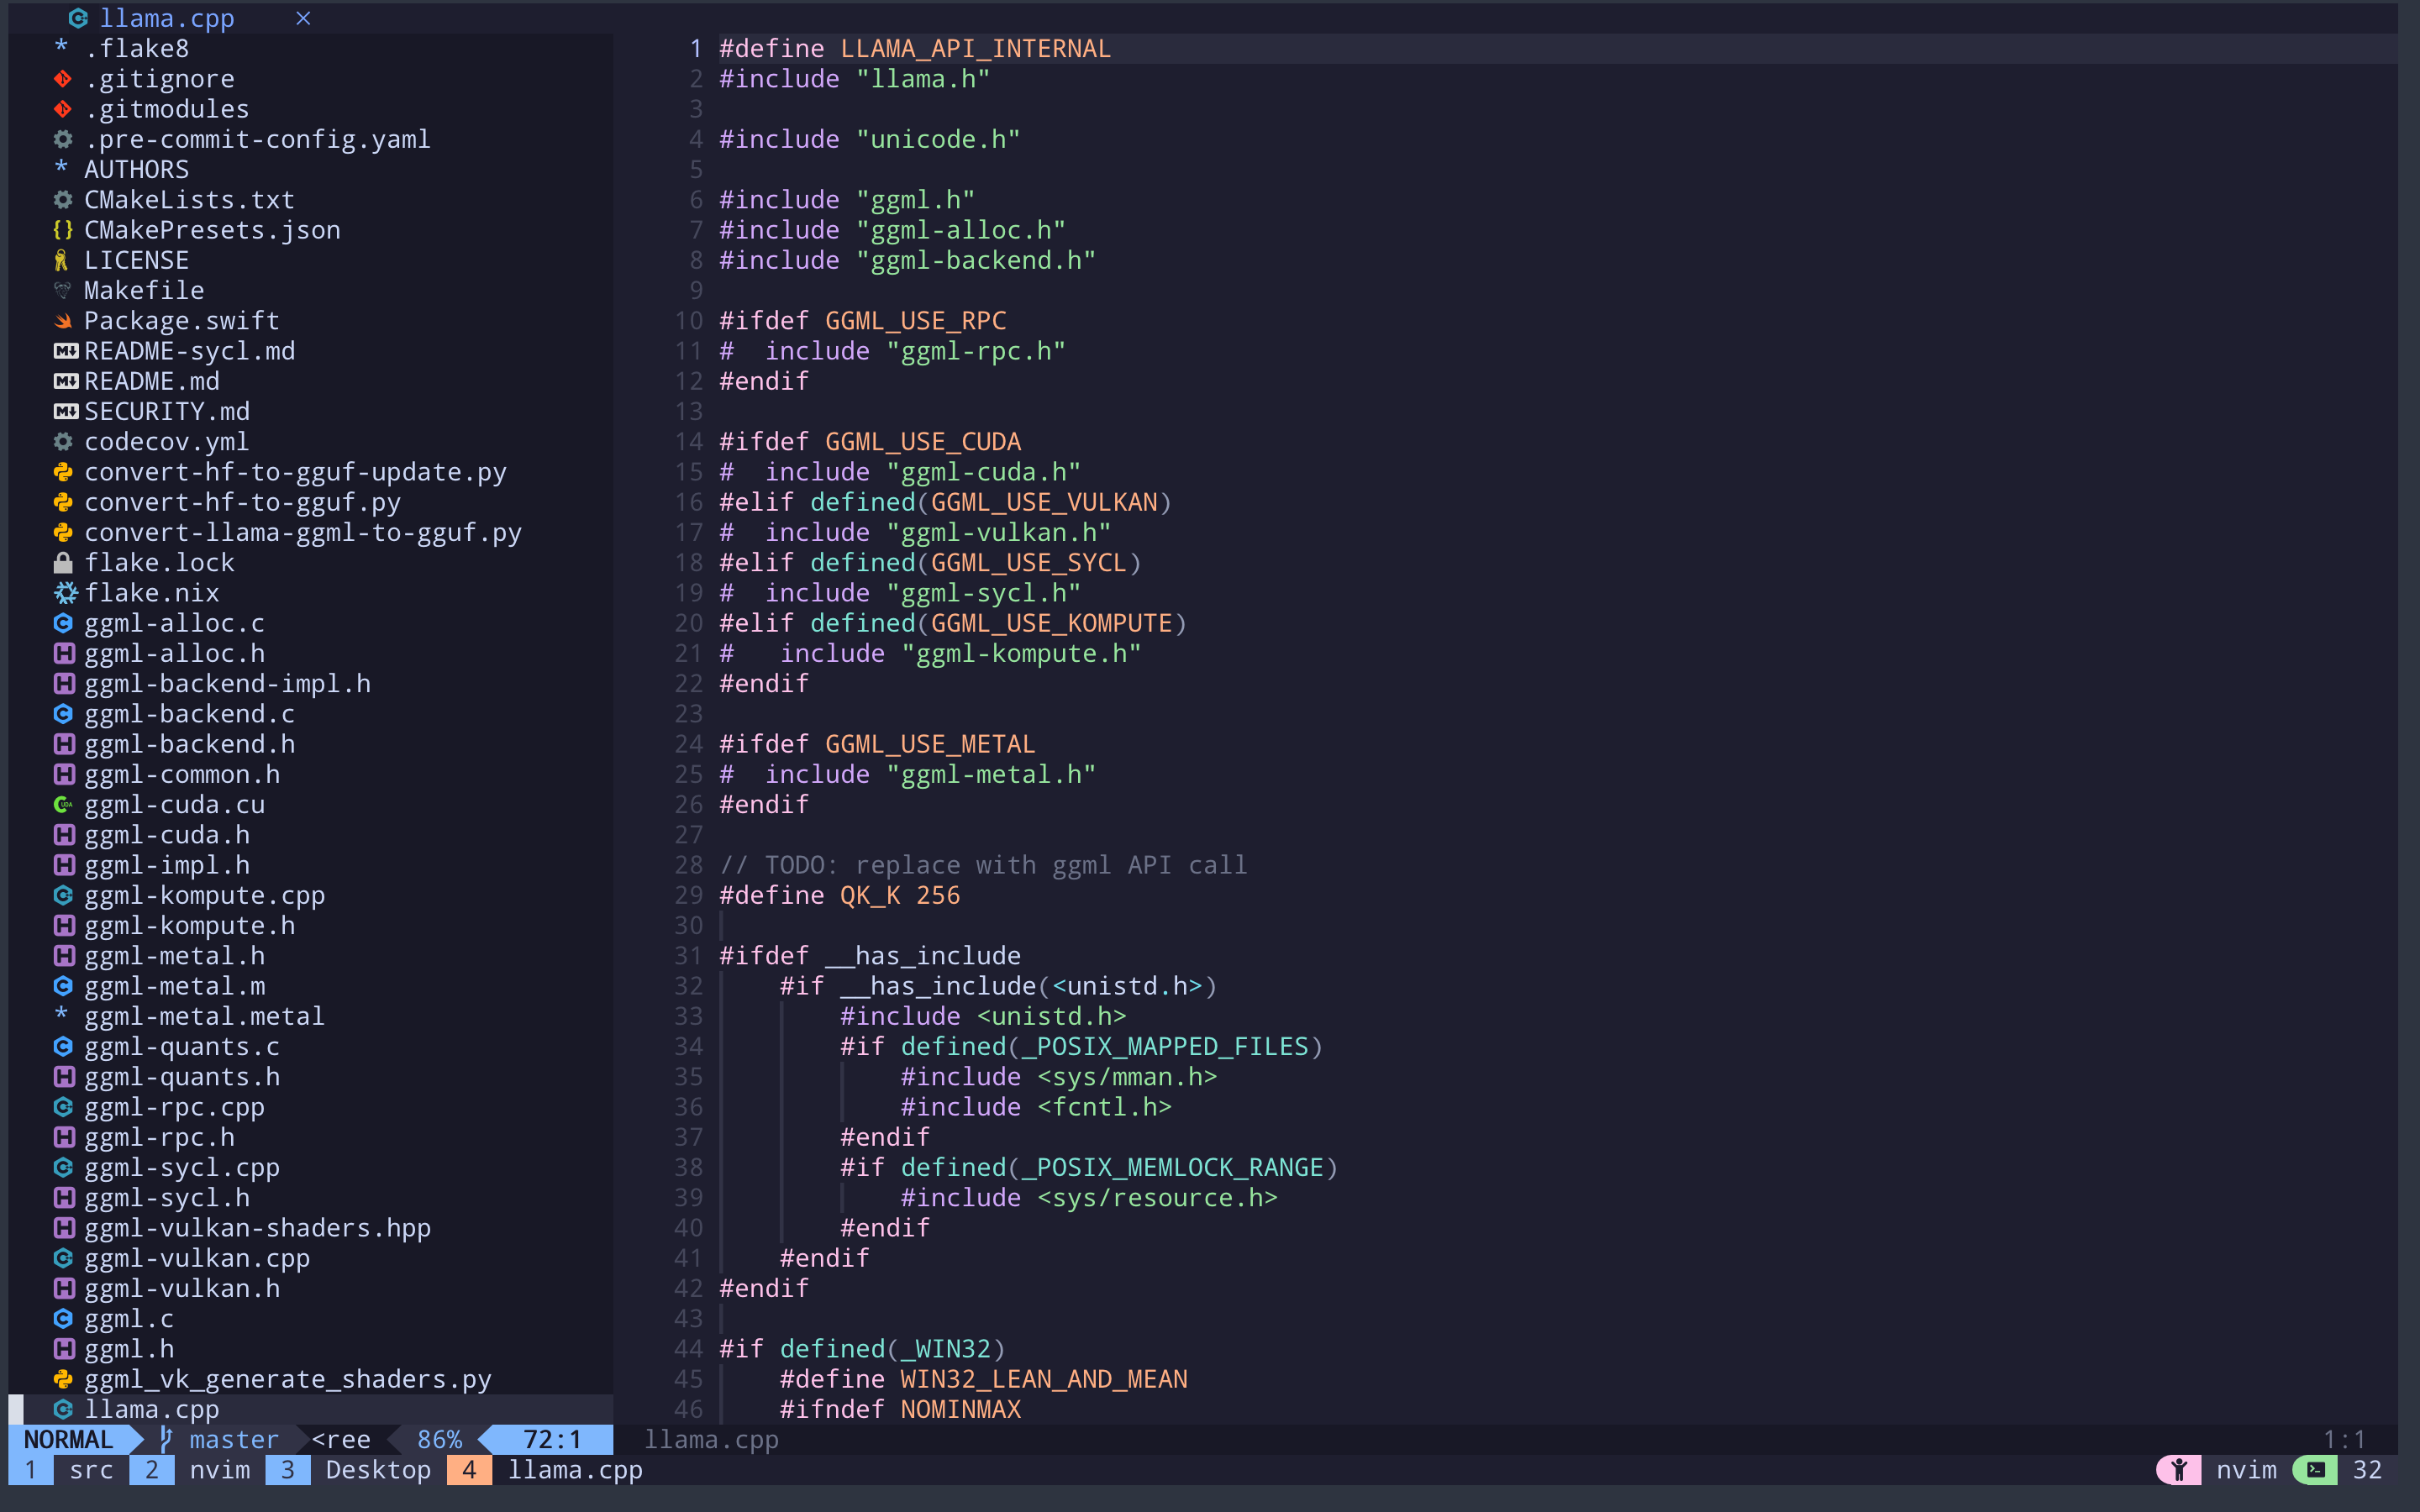 llama.cpp ×
* .flake8
.gitignore
.gitmodules
.pre-commit-config.yaml
* AUTHORS
CMakeLists.txt
{} CMakePresets.json
LICENSE
Makefile
Package.swift
README-sycl.md
README.md
SECURITY.md
codecov.yml
convert-hf-to-gguf-update.py
convert-hf-to-gguf.py
convert-llama-ggml-to-gguf.py
flake.lock
flake.nix
ggml-alloc.c
ggml-alloc.h
ggml-backend-impl.h
ggml-backend.c
ggml-backend.h
ggml-common.h
ggml-cuda.cu
ggml-cuda.h
ggml-impl.h
ggml-kompute.cpp
ggml-kompute.h
ggml-metal.h
ggml-metal.m
* ggml-metal.metal
ggml-quants.c
ggml-quants.h
ggml-rpc.cpp
ggml-rpc.h
ggml-sycl.cpp
ggml-sycl.h
ggml-vulkan-shaders.hpp
ggml-vulkan.cpp
ggml-vulkan.h
ggml.c
ggml.h
ggml_vk_generate_shaders.py
llama.cpp
1 #define LLAMA_API_INTERNAL
2 #include "llama.h"
3
4 #include "unicode.h"
5
6 #include "ggml.h"
7 #include "ggml-alloc.h"
8 #include "ggml-backend.h"
9
10 #ifdef GGML_USE_RPC
11 #  include "ggml-rpc.h"
12 #endif
13
14 #ifdef GGML_USE_CUDA
15 #  include "ggml-cuda.h"
16 #elif defined(GGML_USE_VULKAN)
17 #  include "ggml-vulkan.h"
18 #elif defined(GGML_USE_SYCL)
19 #  include "ggml-sycl.h"
20 #elif defined(GGML_USE_KOMPUTE)
21 #   include "ggml-kompute.h"
22 #endif
23
24 #ifdef GGML_USE_METAL
25 #  include "ggml-metal.h"
26 #endif
27
28 // TODO: replace with ggml API call
29 #define QK_K 256
30
31 #ifdef __has_include
32     #if __has_include(<unistd.h>)
33         #include <unistd.h>
34         #if defined(_POSIX_MAPPED_FILES)
35             #include <sys/mman.h>
36             #include <fcntl.h>
37         #endif
38         #if defined(_POSIX_MEMLOCK_RANGE)
39             #include <sys/resource.h>
40         #endif
41     #endif
42 #endif
43
44 #if defined(_WIN32)
45     #define WIN32_LEAN_AND_MEAN
46     #ifndef NOMINMAX
NORMAL master <ree 86% 72:1 llama.cpp 1:1
1 src 2 nvim 3 Desktop 4 llama.cpp nvim 32